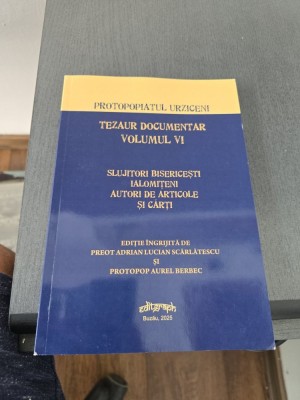 PROTOPOPIATUL URZICENI
TEZAUR DOCUMENTAR
VOLUMUL VI
SLUJITORI BISERICEȘTI
IALOMIȚENI
AUTORI DE ARTICOLE
ȘI CĂRȚI
EDIȚIE ÎNGRIJITĂ DE
PREOT ADRIAN LUCIAN SCĂRLĂTESCU
ȘI
PROTOPOP AUREL BERBEC
editgraph
Buzău, 2025